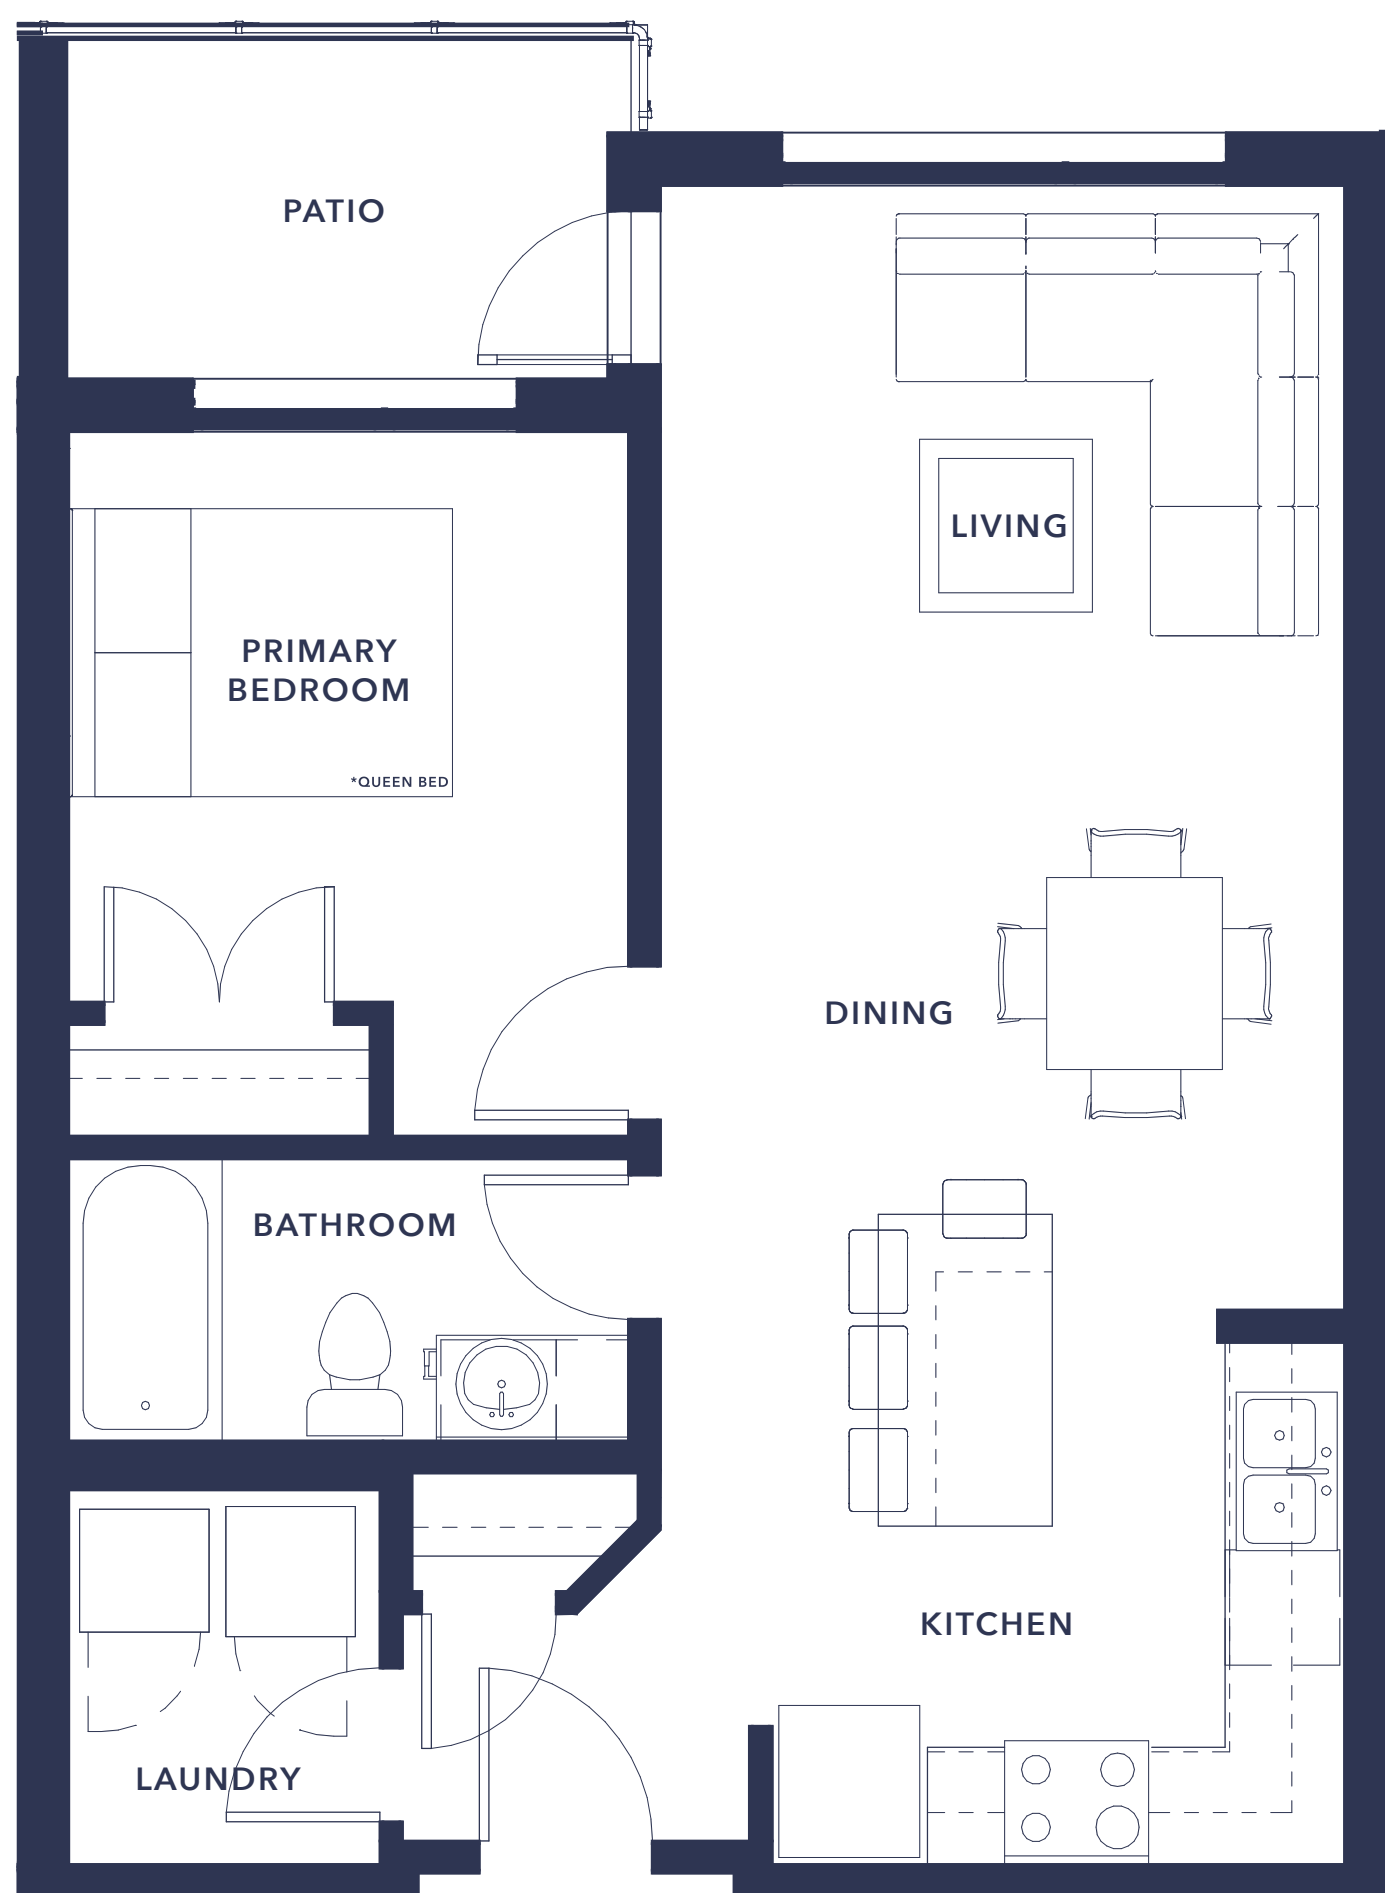 PATIO
LIVING
PRIMARY
BEDROOM
*QUEEN BED
DINING
BATHROOM
KITCHEN
LAUNDRY